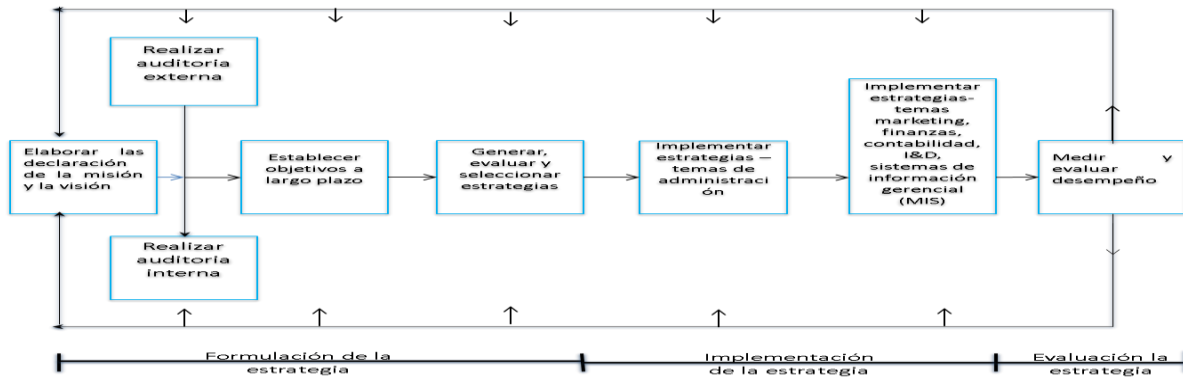 Realizar
auditoría
externa
Elaborar las
declaración
de la misión
y la visión
Realizar
auditoría
interna
Establecer
objetivos a
largo plazo
Generar,
evaluar y
seleccionar
estrategias
Implementar
estrategias –
temas de
administraci
ón
Implementar
estrategias-
temas
marketing,
finanzas,
contabilidad,
I&D,
sistemas de
información
gerencial
(MIS)
Medir y
evaluar
desempeño
Formulación de la
estrategia
Implementación
de la estrategia
Evaluación la
estrategia